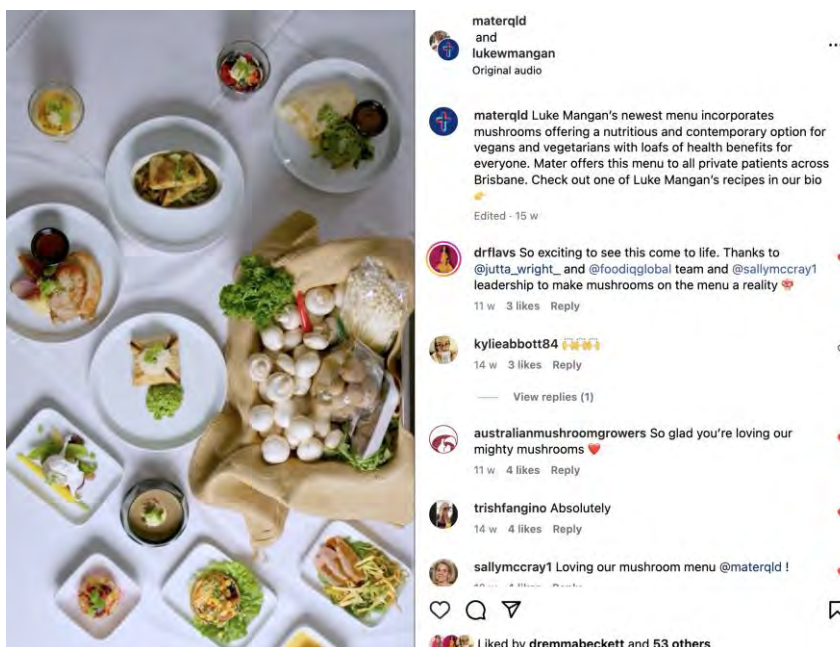 materqld
and
lukewmangan
Original audio
materqld Luke Mangan's newest menu incorporates
mushrooms offering a nutritious and contemporary option for
vegans and vegetarians with loafs of health benefits for
everyone. Mater offers this menu to all private patients across
Brisbane. Check out one of Luke Mangan's recipes in our bio
👉
Edited · 15 w
drflavs So exciting to see this come to life. Thanks to
@jutta_wright_ and @foodiqglobal team and @sallymccray1
leadership to make mushrooms on the menu a reality 🍄
11 w 3 likes Reply
kylieabbott84 🙌🙌🙌
14 w 3 likes Reply
View replies (1)
australianmushroomgrowers So glad you're loving our
mighty mushrooms ❤️
11 w 4 likes Reply
trishfangino Absolutely
14 w 4 likes Reply
sallymccray1 Loving our mushroom menu @materqld !
Liked by dremmabeckett and 53 others